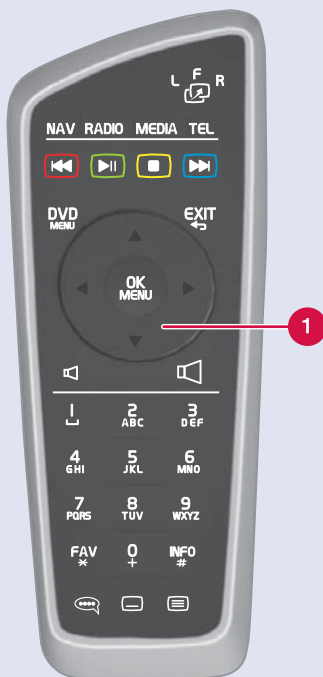 L F R
NAV RADIO MEDIA TEL
DVD EXIT
MENU
OK
MENU
1
1 2 3
ABC DEF
4 5 6
GHI JKL MNO
7 8 9
PQRS TUV WXYZ
FAV 0 INFO
* + #